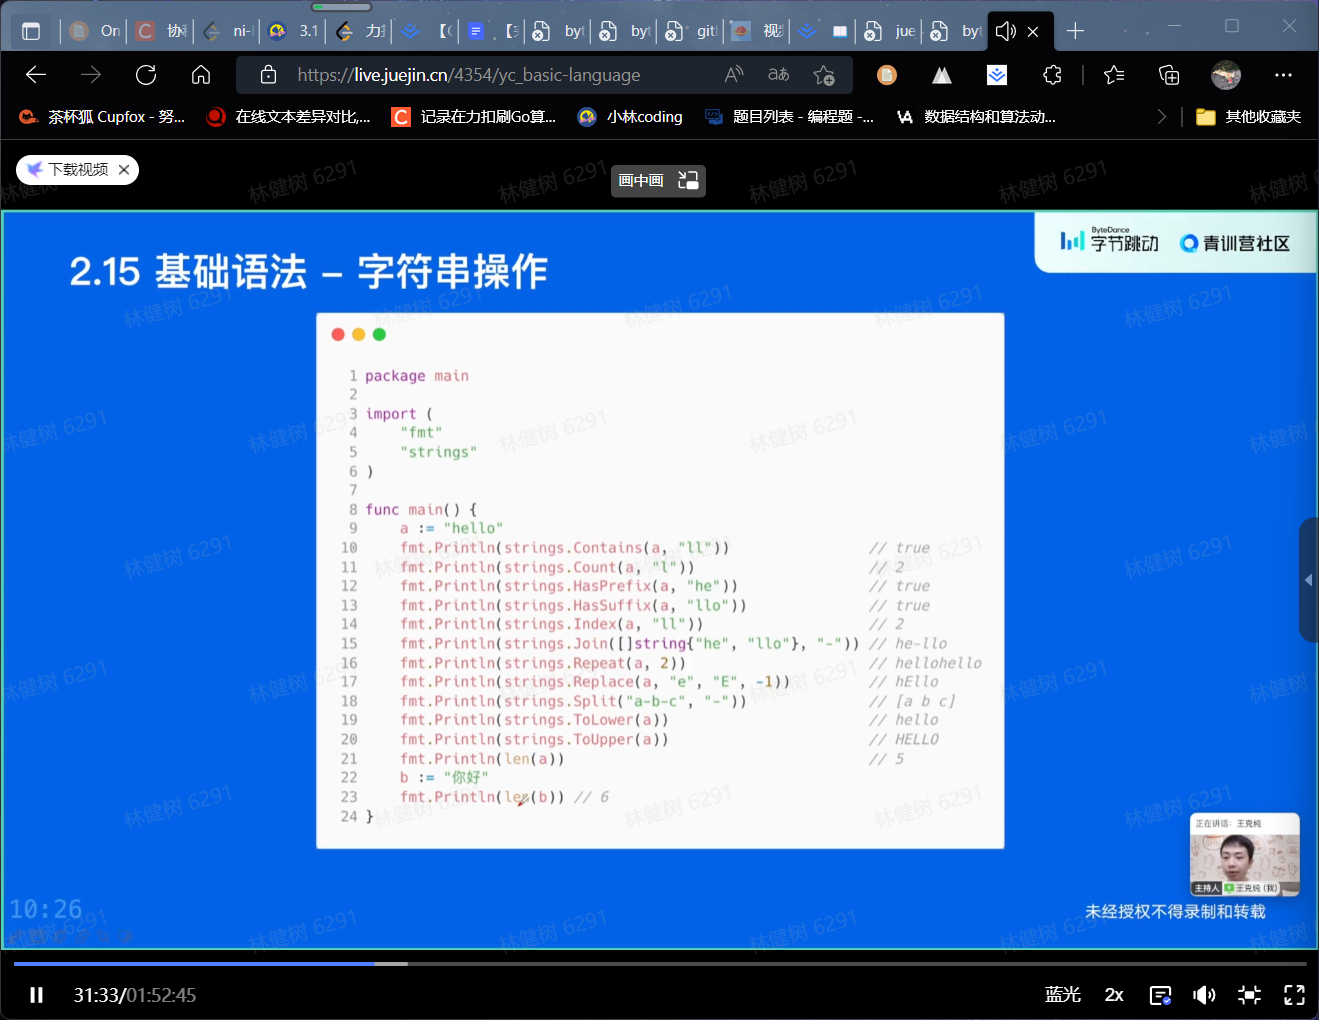 On
协
ni-
3.1
力
【
【
by
by
git
视
jue
by
https://live.juejin.cn/4354/yc_basic-language
茶杯狐 Cupfox - 努...
在线文本差异对比,...
记录在力扣刷Go算...
小林coding
题目列表 - 编程题 -...
数据结构和算法动...
其他收藏夹
下载视频
画中画
ByteDance
字节跳动
青训营社区
2.15 基础语法 – 字符串操作
1 package main
2
3 import (
4 "fmt"
5 "strings"
6 )
7
8 func main() {
9 a := "hello"
10 fmt.Println(strings.Contains(a, "ll")) // true
11 fmt.Println(strings.Count(a, "l")) // 2
12 fmt.Println(strings.HasPrefix(a, "he")) // true
13 fmt.Println(strings.HasSuffix(a, "llo")) // true
14 fmt.Println(strings.Index(a, "ll")) // 2
15 fmt.Println(strings.Join([]string{"he", "llo"}, "-")) // he-llo
16 fmt.Println(strings.Repeat(a, 2)) // hellohello
17 fmt.Println(strings.Replace(a, "e", "E", -1)) // hEllo
18 fmt.Println(strings.Split("a-b-c", "-")) // [a b c]
19 fmt.Println(strings.ToLower(a)) // hello
20 fmt.Println(strings.ToUpper(a)) // HELLO
21 fmt.Println(len(a)) // 5
22 b := "你好"
23 fmt.Println(len(b)) // 6
24 }
林健树 6291
正在讲话: 王克纯
主持人 王克纯 (我)
10:26
未经授权不得录制和转载
31:33/01:52:45
蓝光
2x